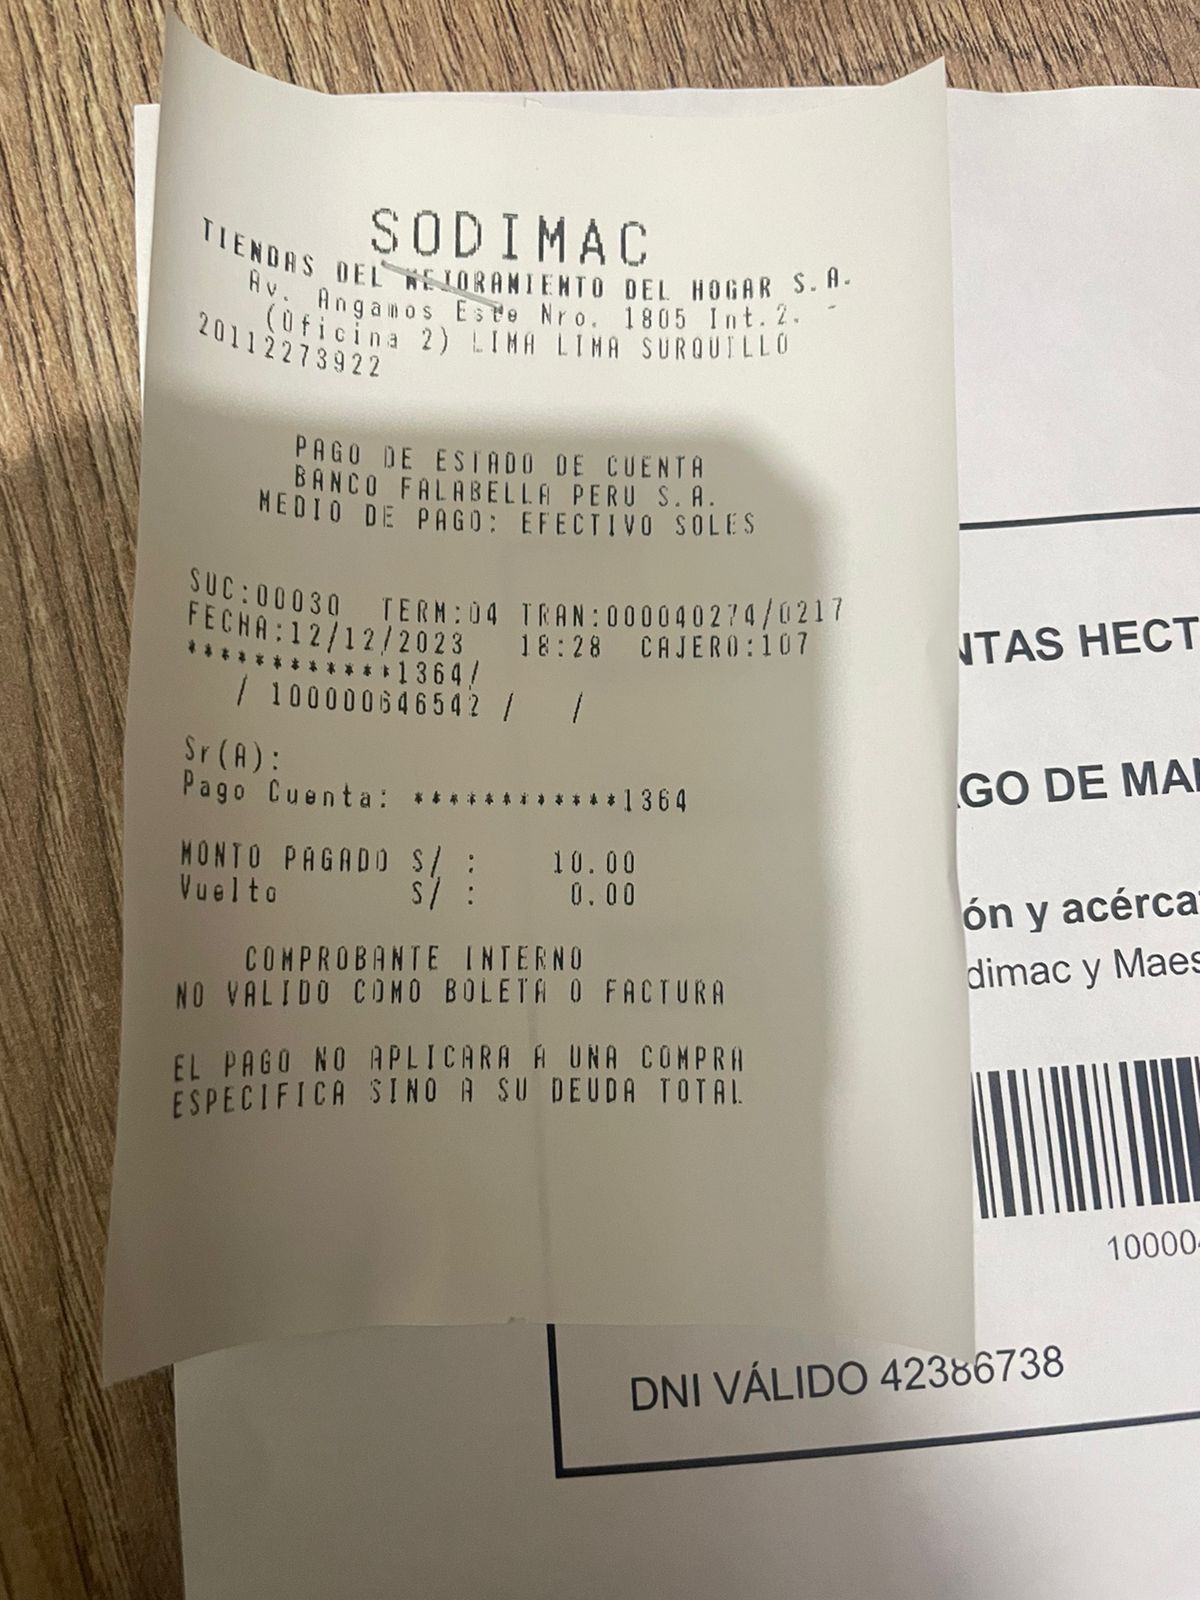 SODIMAC
TIENDAS DEL MEJORAMIENTO DEL HOGAR S.A.
Av. Angamos Este Nro. 1805 Int.2. -
(Oficina 2) LIMA LIMA SURQUILLO
20112273922
PAGO DE ESTADO DE CUENTA
BANCO FALABELLA PERU S.A.
MEDIO DE PAGO: EFECTIVO SOLES
SUC:00030 TERM:04 TRAN:000040274/0217
FECHA:12/12/2023 18:28 CAJERO:107
************1364/
/ 100000646542 / /
Sr(A):
Pago Cuenta: ************1364
MONTO PAGADO S/ : 10.00
Vuelto S/ : 0.00
COMPROBANTE INTERNO
NO VALIDO COMO BOLETA O FACTURA
EL PAGO NO APLICARA A UNA COMPRA
ESPECIFICA SINO A SU DEUDA TOTAL
NTAS HECT
GO DE MA
ón y acérca
dimac y Maes
10000
DNI VÁLIDO 42386738